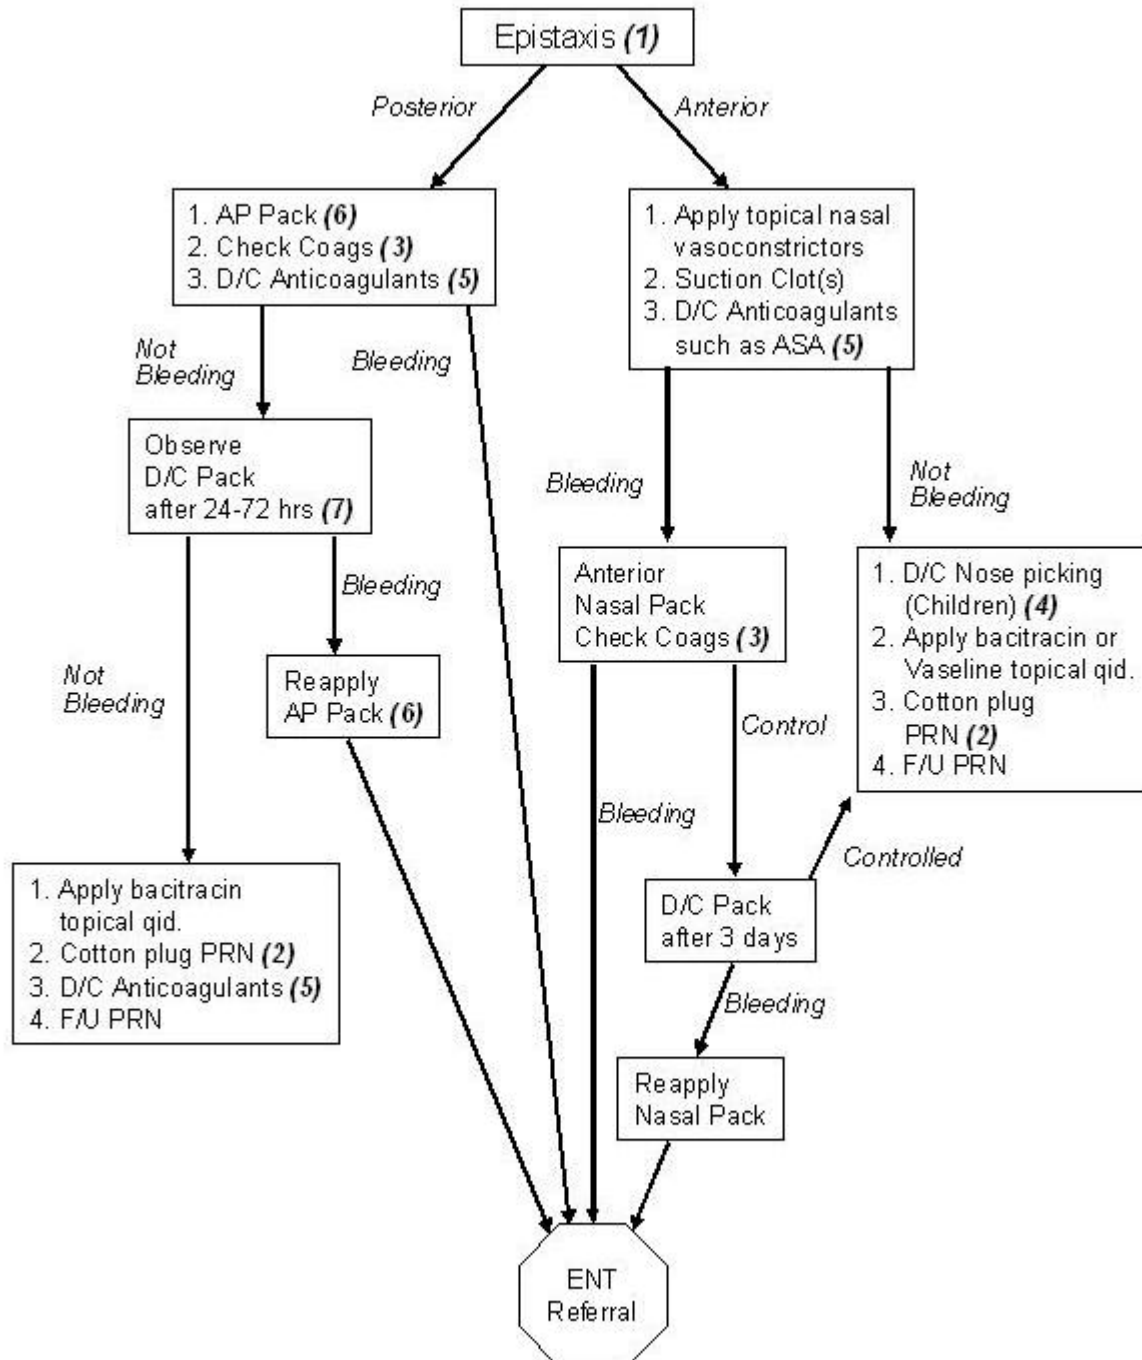 Epistaxis (1)
Posterior
Anterior
1. AP Pack (6)
2. Check Coags (3)
3. D/C Anticoagulants (5)
1. Apply topical nasal
vasoconstrictors
2. Suction Clot(s)
3. D/C Anticoagulants
such as ASA (5)
Not
Bleeding
Bleeding
Observe
D/C Pack
after 24-72 hrs (7)
Bleeding
Not
Bleeding
Anterior
Nasal Pack
Check Coags (3)
1. D/C Nose picking
(Children) (4)
2. Apply bacitracin or
Vaseline topical qid.
3. Cotton plug
PRN (2)
4. F/U PRN
Bleeding
Not
Bleeding
Reapply
AP Pack (6)
Control
Bleeding
Controlled
1. Apply bacitracin
topical qid.
2. Cotton plug PRN (2)
3. D/C Anticoagulants (5)
4. F/U PRN
D/C Pack
after 3 days
Bleeding
Reapply
Nasal Pack
ENT
Referral